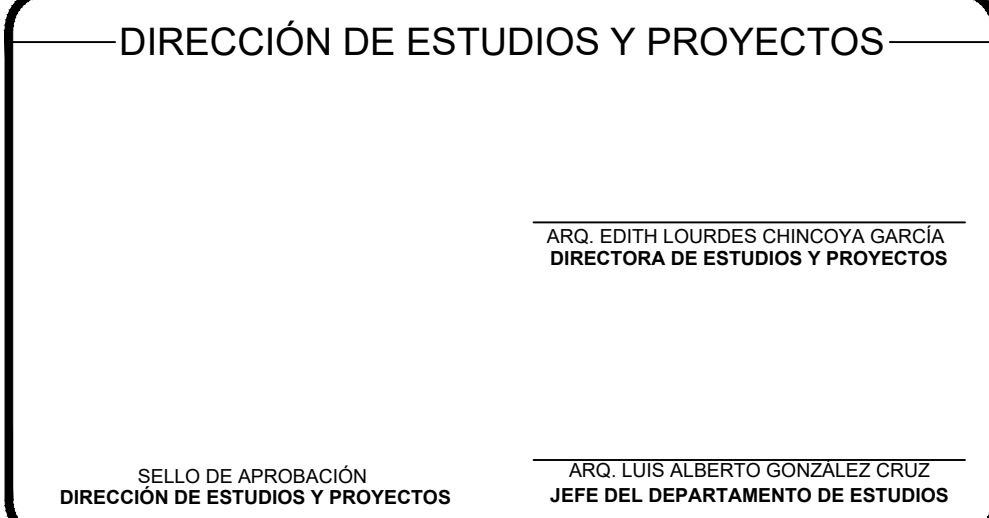 DIRECCIÓN DE ESTUDIOS Y PROYECTOS
ARQ. EDITH LOURDES CHINCOYA GARCÍA
DIRECTORA DE ESTUDIOS Y PROYECTOS
SELLO DE APROBACIÓN
DIRECCIÓN DE ESTUDIOS Y PROYECTOS
ARQ. LUIS ALBERTO GONZÁLEZ CRUZ
JEFE DEL DEPARTAMENTO DE ESTUDIOS